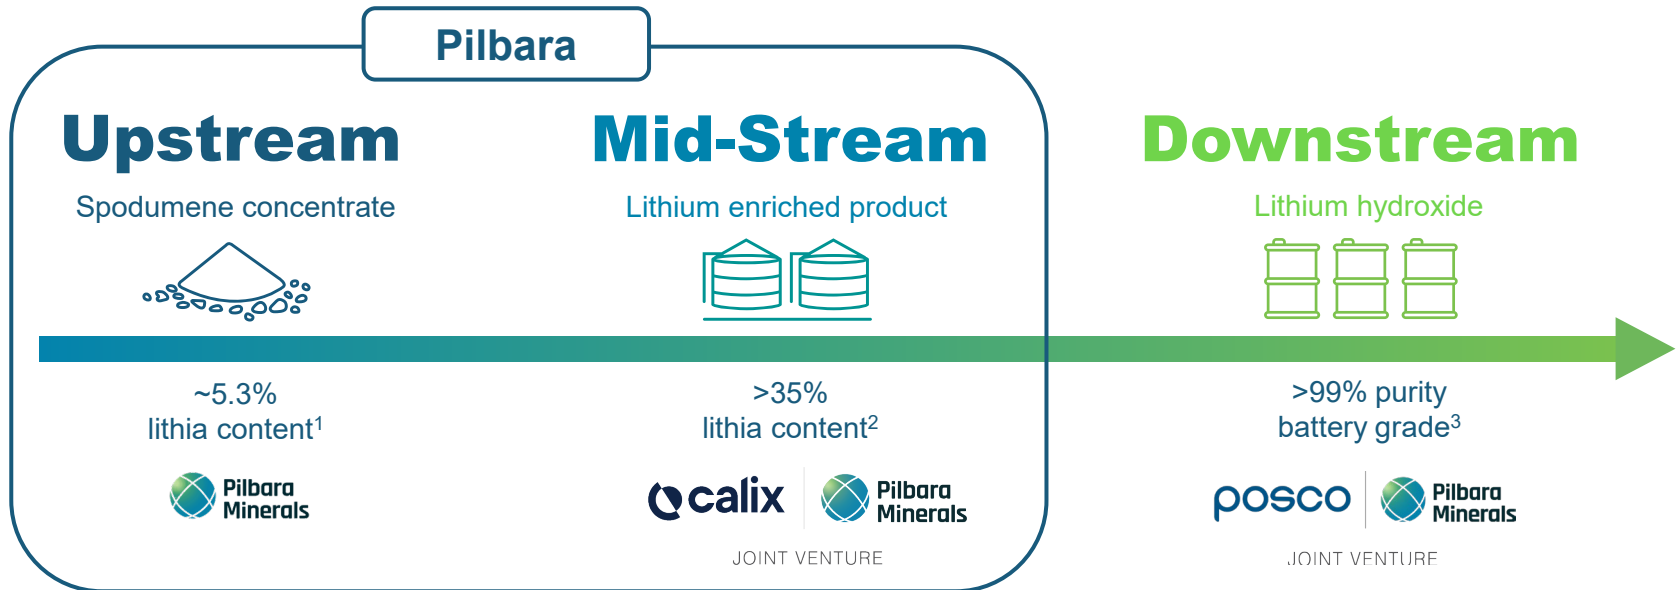 Pilbara
Upstream
Spodumene concentrate
~5.3%
lithia content¹
Pilbara
Minerals
Mid-Stream
Lithium enriched product
>35%
lithia content²
calix
Pilbara
Minerals
JOINT VENTURE
Downstream
Lithium hydroxide
>99% purity
battery grade³
posco
Pilbara
Minerals
JOINT VENTURE